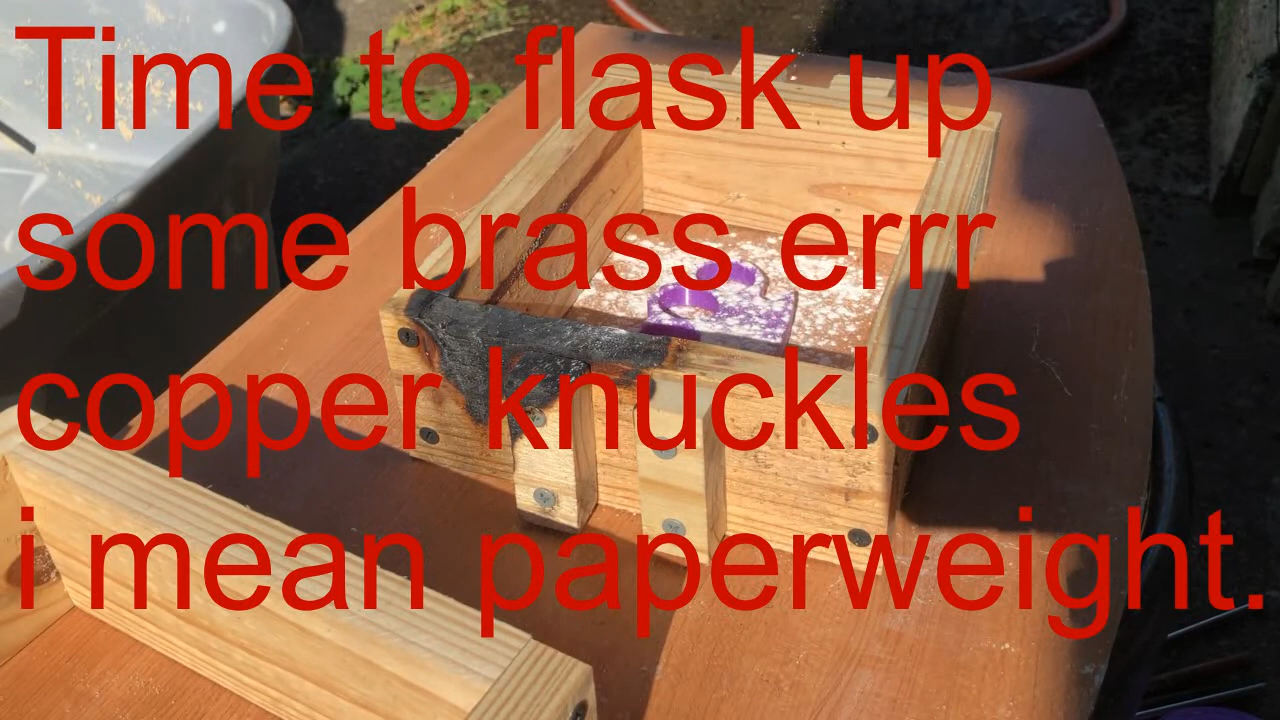 Time to flask up
some brass errr
copper knuckles
i mean paperweight.